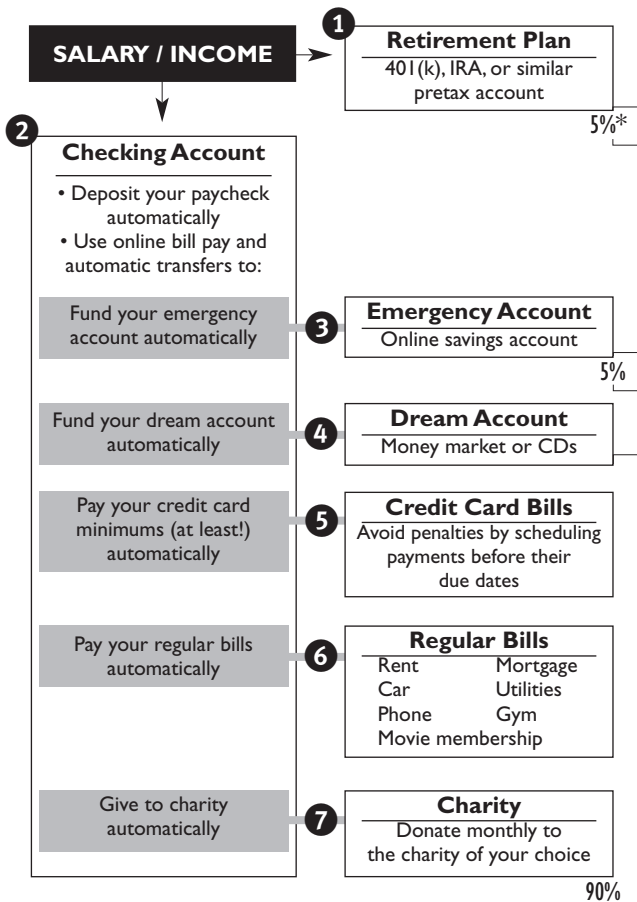 SALARY / INCOME
1
Retirement Plan
401(k), IRA, or similar
pretax account
5%*
2
Checking Account
• Deposit your paycheck
automatically
• Use online bill pay and
automatic transfers to:
Fund your emergency
account automatically
3
Emergency Account
Online savings account
5%
Fund your dream account
automatically
4
Dream Account
Money market or CDs
Pay your credit card
minimums (at least!)
automatically
5
Credit Card Bills
Avoid penalties by scheduling
payments before their
due dates
Pay your regular bills
automatically
6
Regular Bills
Rent Mortgage
Car Utilities
Phone Gym
Movie membership
Give to charity
automatically
7
Charity
Donate monthly to
the charity of your choice
90%